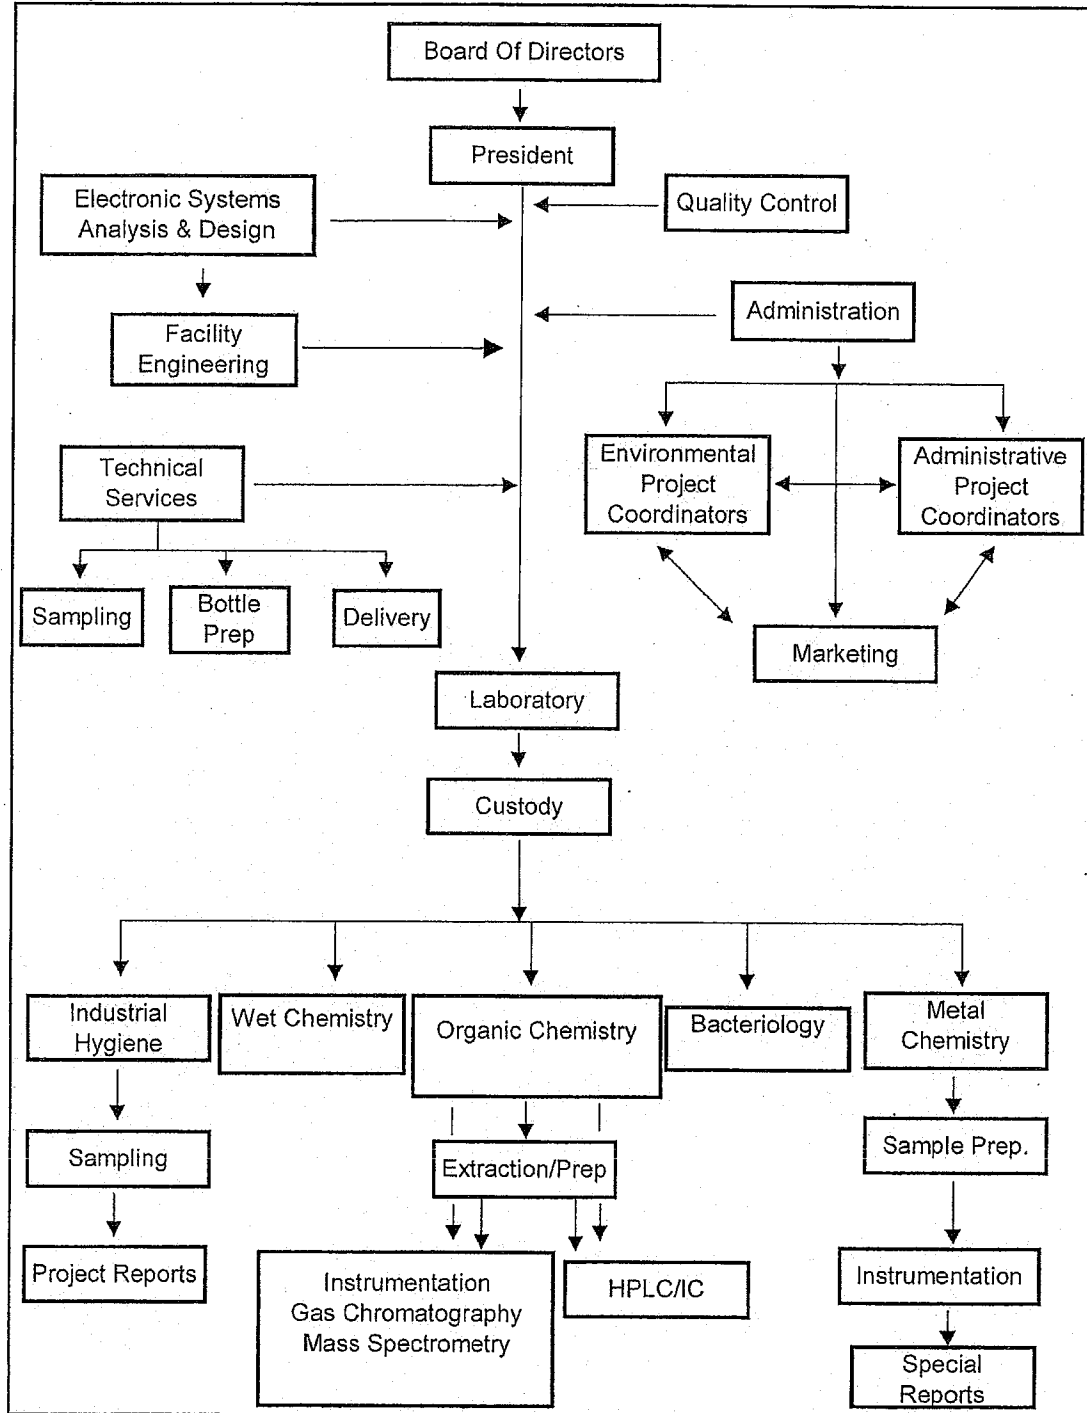 Board Of Directors
President
Electronic Systems
Analysis & Design
Quality Control
Administration
Facility
Engineering
Environmental
Project
Coordinators
Administrative
Project
Coordinators
Technical
Services
Sampling
Bottle
Prep
Delivery
Marketing
Laboratory
Custody
Industrial
Hygiene
Wet Chemistry
Organic Chemistry
Bacteriology
Metal
Chemistry
Sampling
Extraction/Prep
Sample Prep.
Project Reports
Instrumentation
Gas Chromatography
Mass Spectrometry
HPLC/IC
Instrumentation
Special
Reports